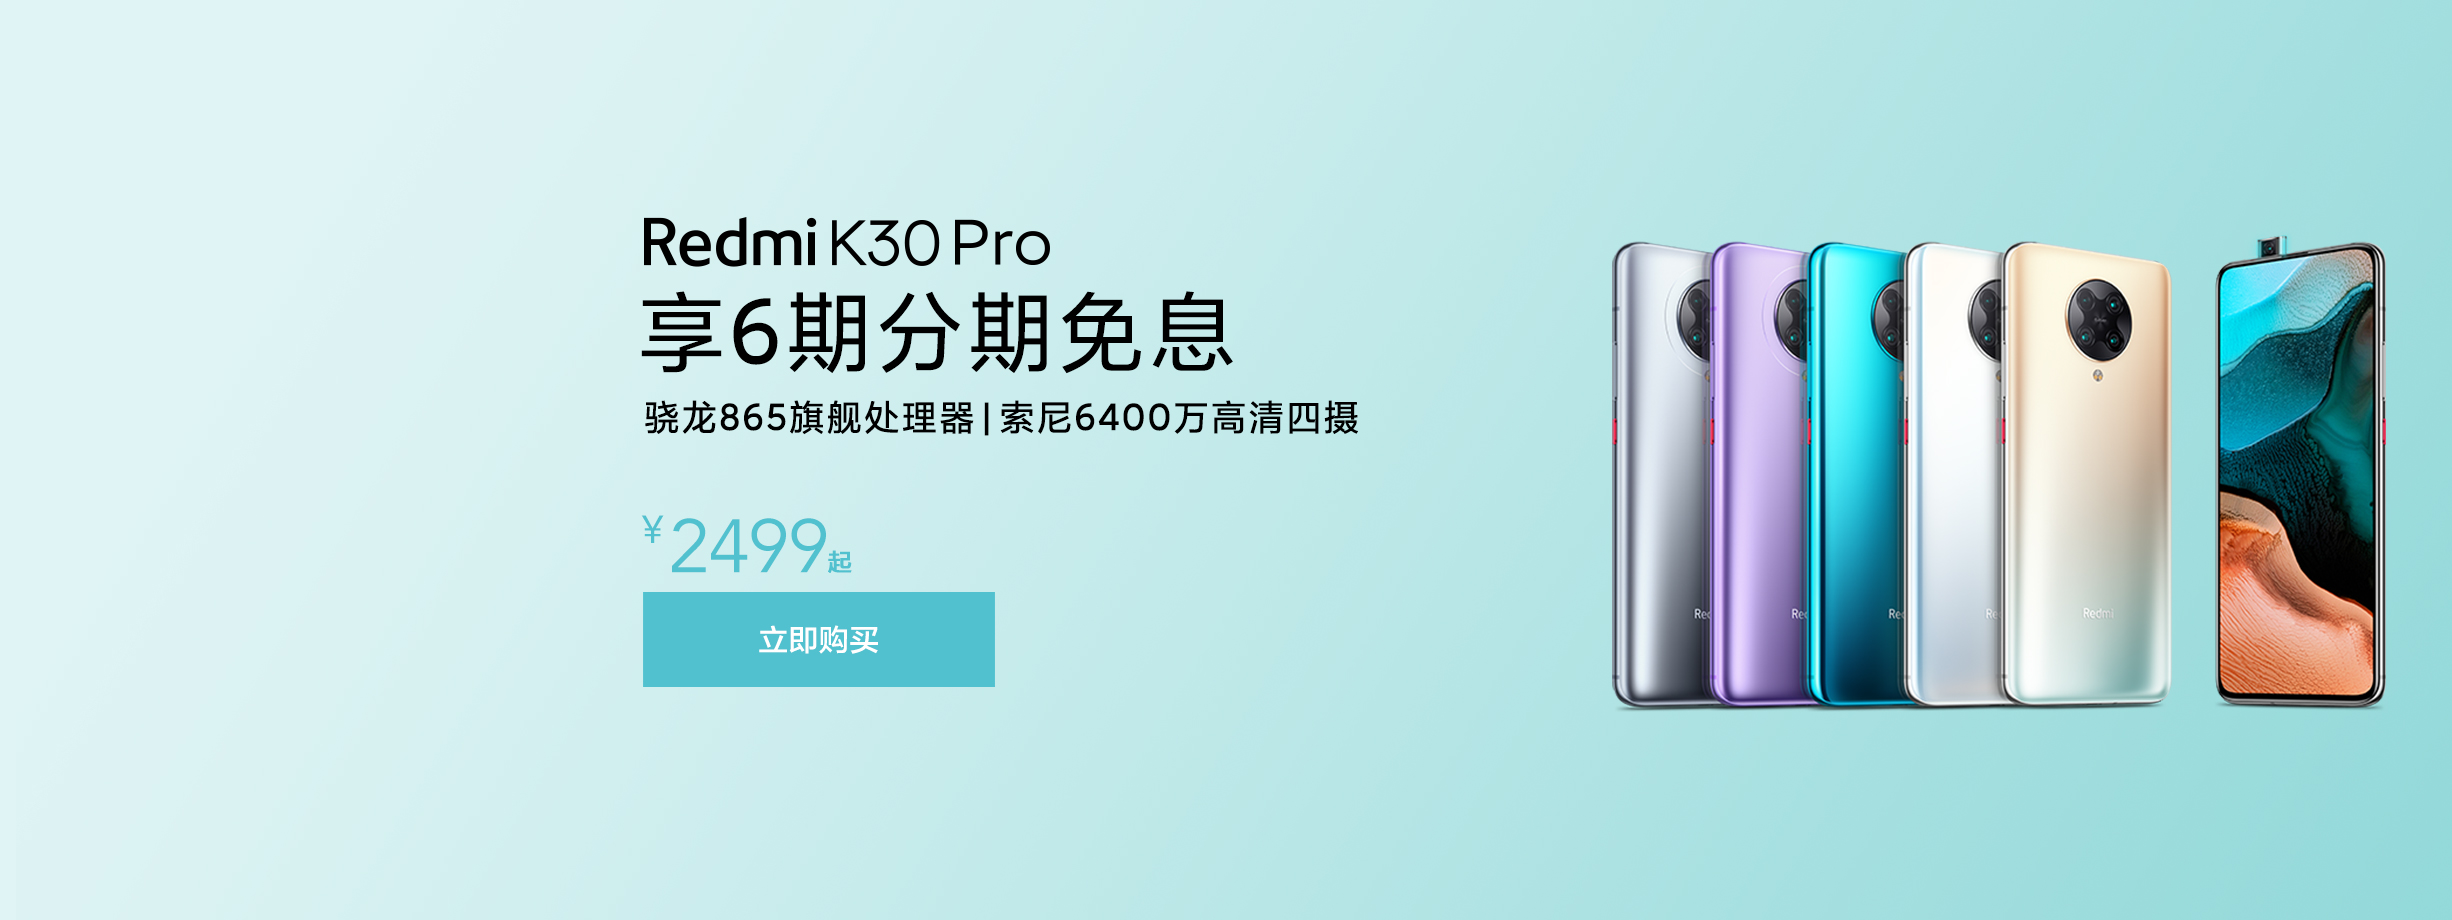 Redmi K30 Pro
享6期分期免息
骁龙865旗舰处理器|索尼6400万高清四摄
¥2499起
立即购买
Redmi